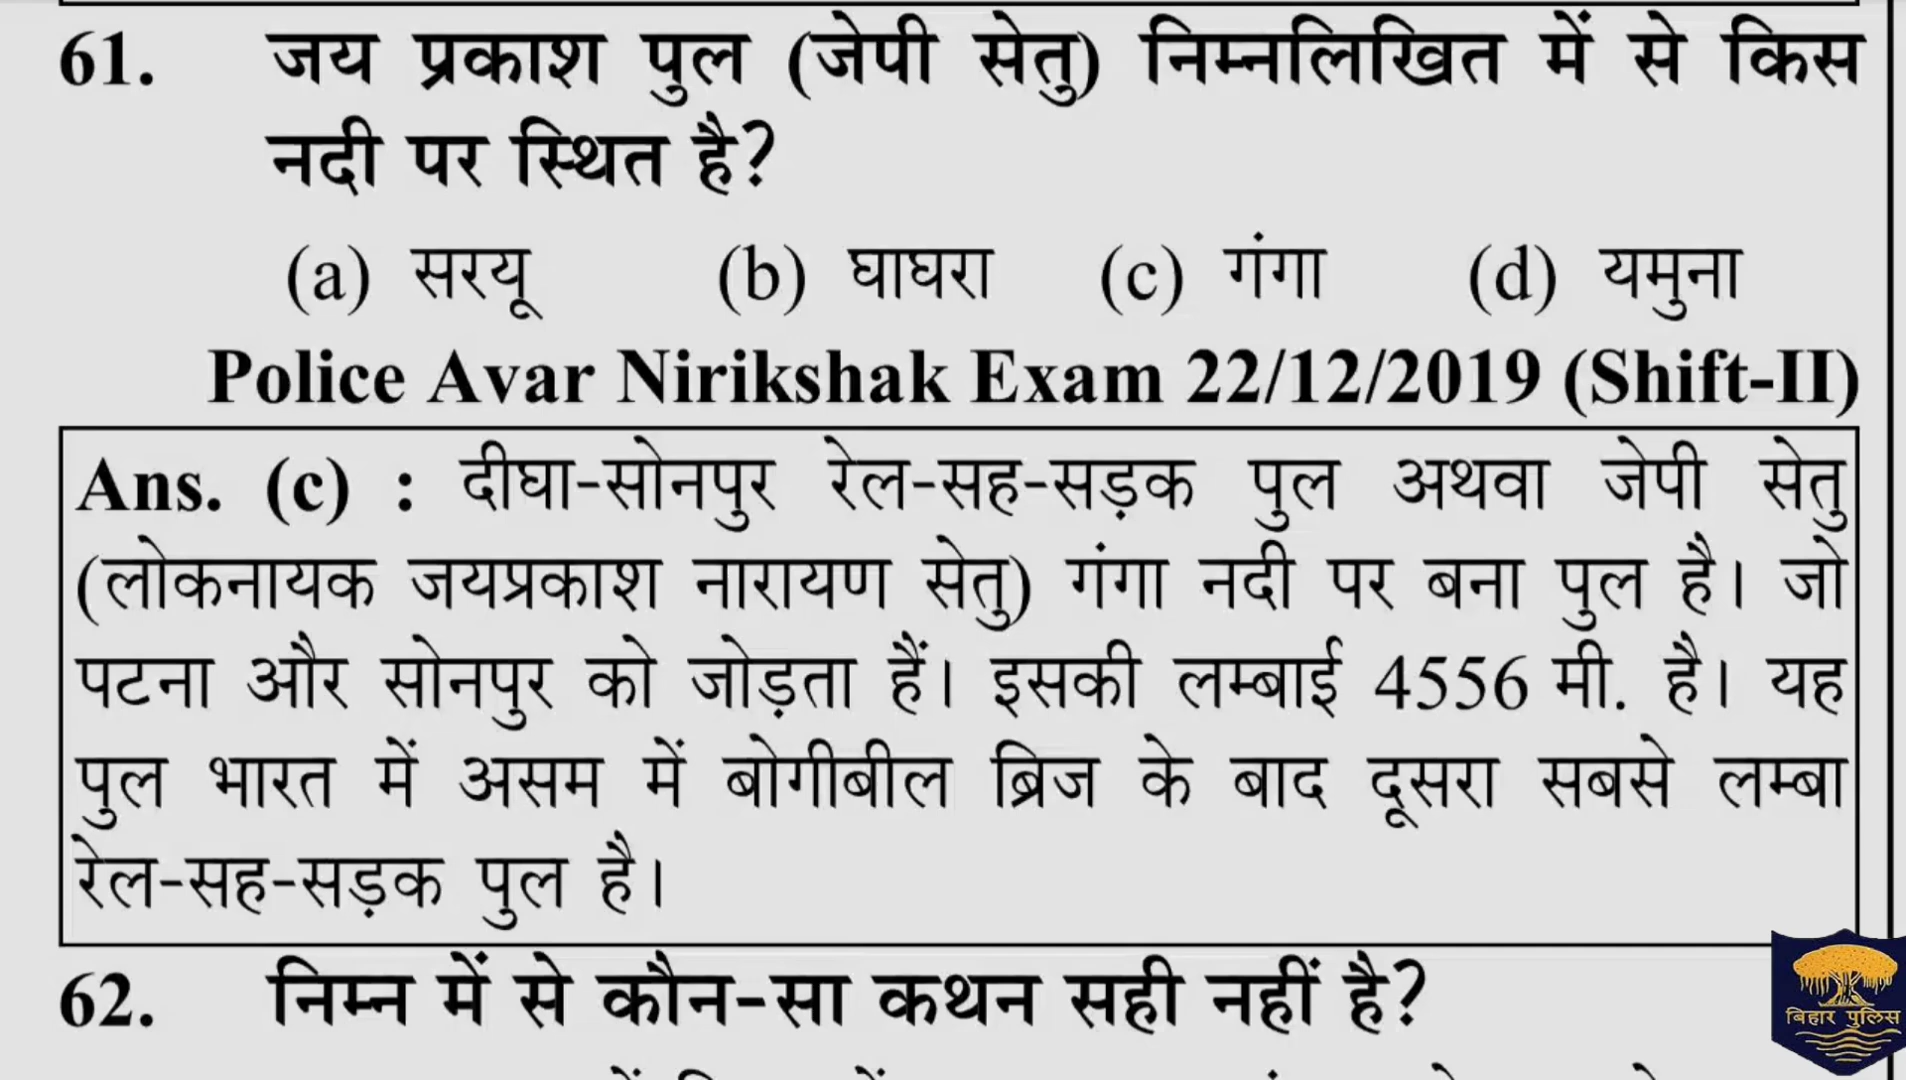 61. जय प्रकाश पुल (जेपी सेतु) निम्नलिखित में से किस
नदी पर स्थित है?
(a) सरयू (b) घाघरा (c) गंगा (d) यमुना
Police Avar Nirikshak Exam 22/12/2019 (Shift-II)
Ans. (c) : दीघा-सोनपुर रेल-सह-सड़क पुल अथवा जेपी सेतु
(लोकनायक जयप्रकाश नारायण सेतु) गंगा नदी पर बना पुल है। जो
पटना और सोनपुर को जोड़ता हैं। इसकी लम्बाई 4556 मी. है। यह
पुल भारत में असम में बोगीबील ब्रिज के बाद दूसरा सबसे लम्बा
रेल-सह-सड़क पुल है।
62. निम्न में से कौन-सा कथन सही नहीं है?
बिहार पुलिस